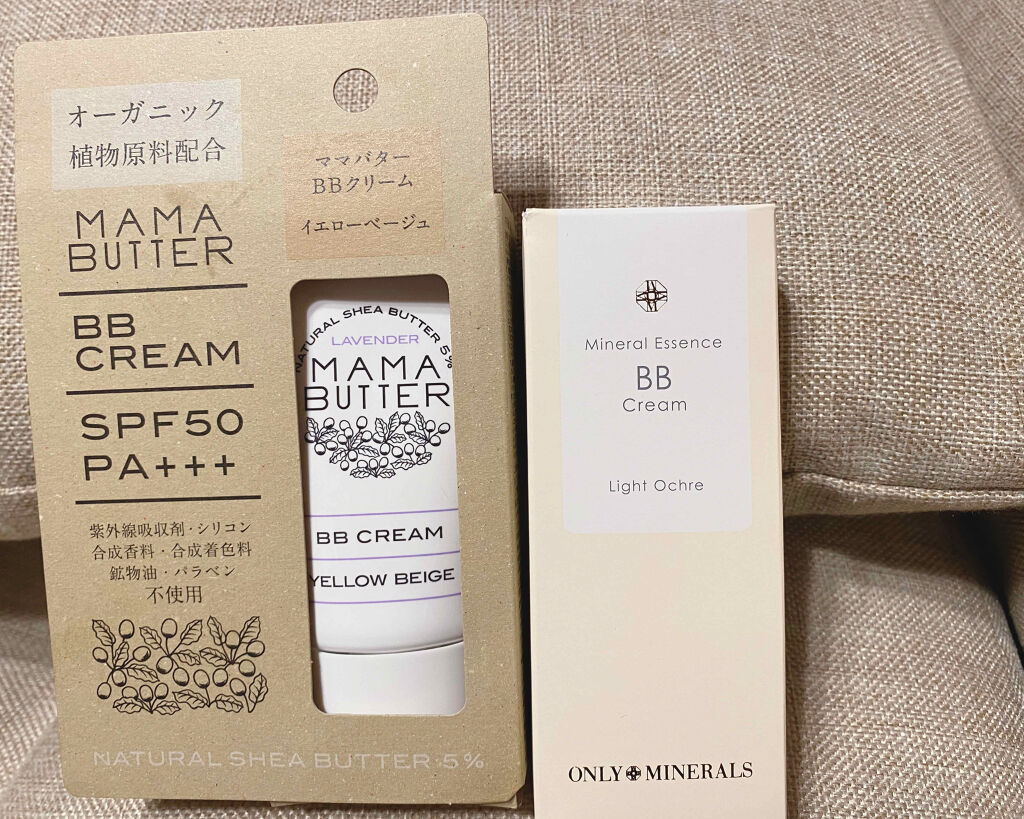 オーガニック
植物原料配合
MAMA
BUTTER
BB
CREAM
SPF50
PA+++
紫外線吸収剤・シリコン
合成香料・合成着色料
鉱物油・パラベン
不使用
NATURAL SHEA BUTTER 5%
ママバター
BBクリーム
イエローベージュ
NATURAL SHEA BUTTER 5%
LAVENDER
MAMA
BUTTER
BB CREAM
YELLOW BEIGE
Mineral Essence
BB
Cream
Light Ochre
ONLY MINERALS